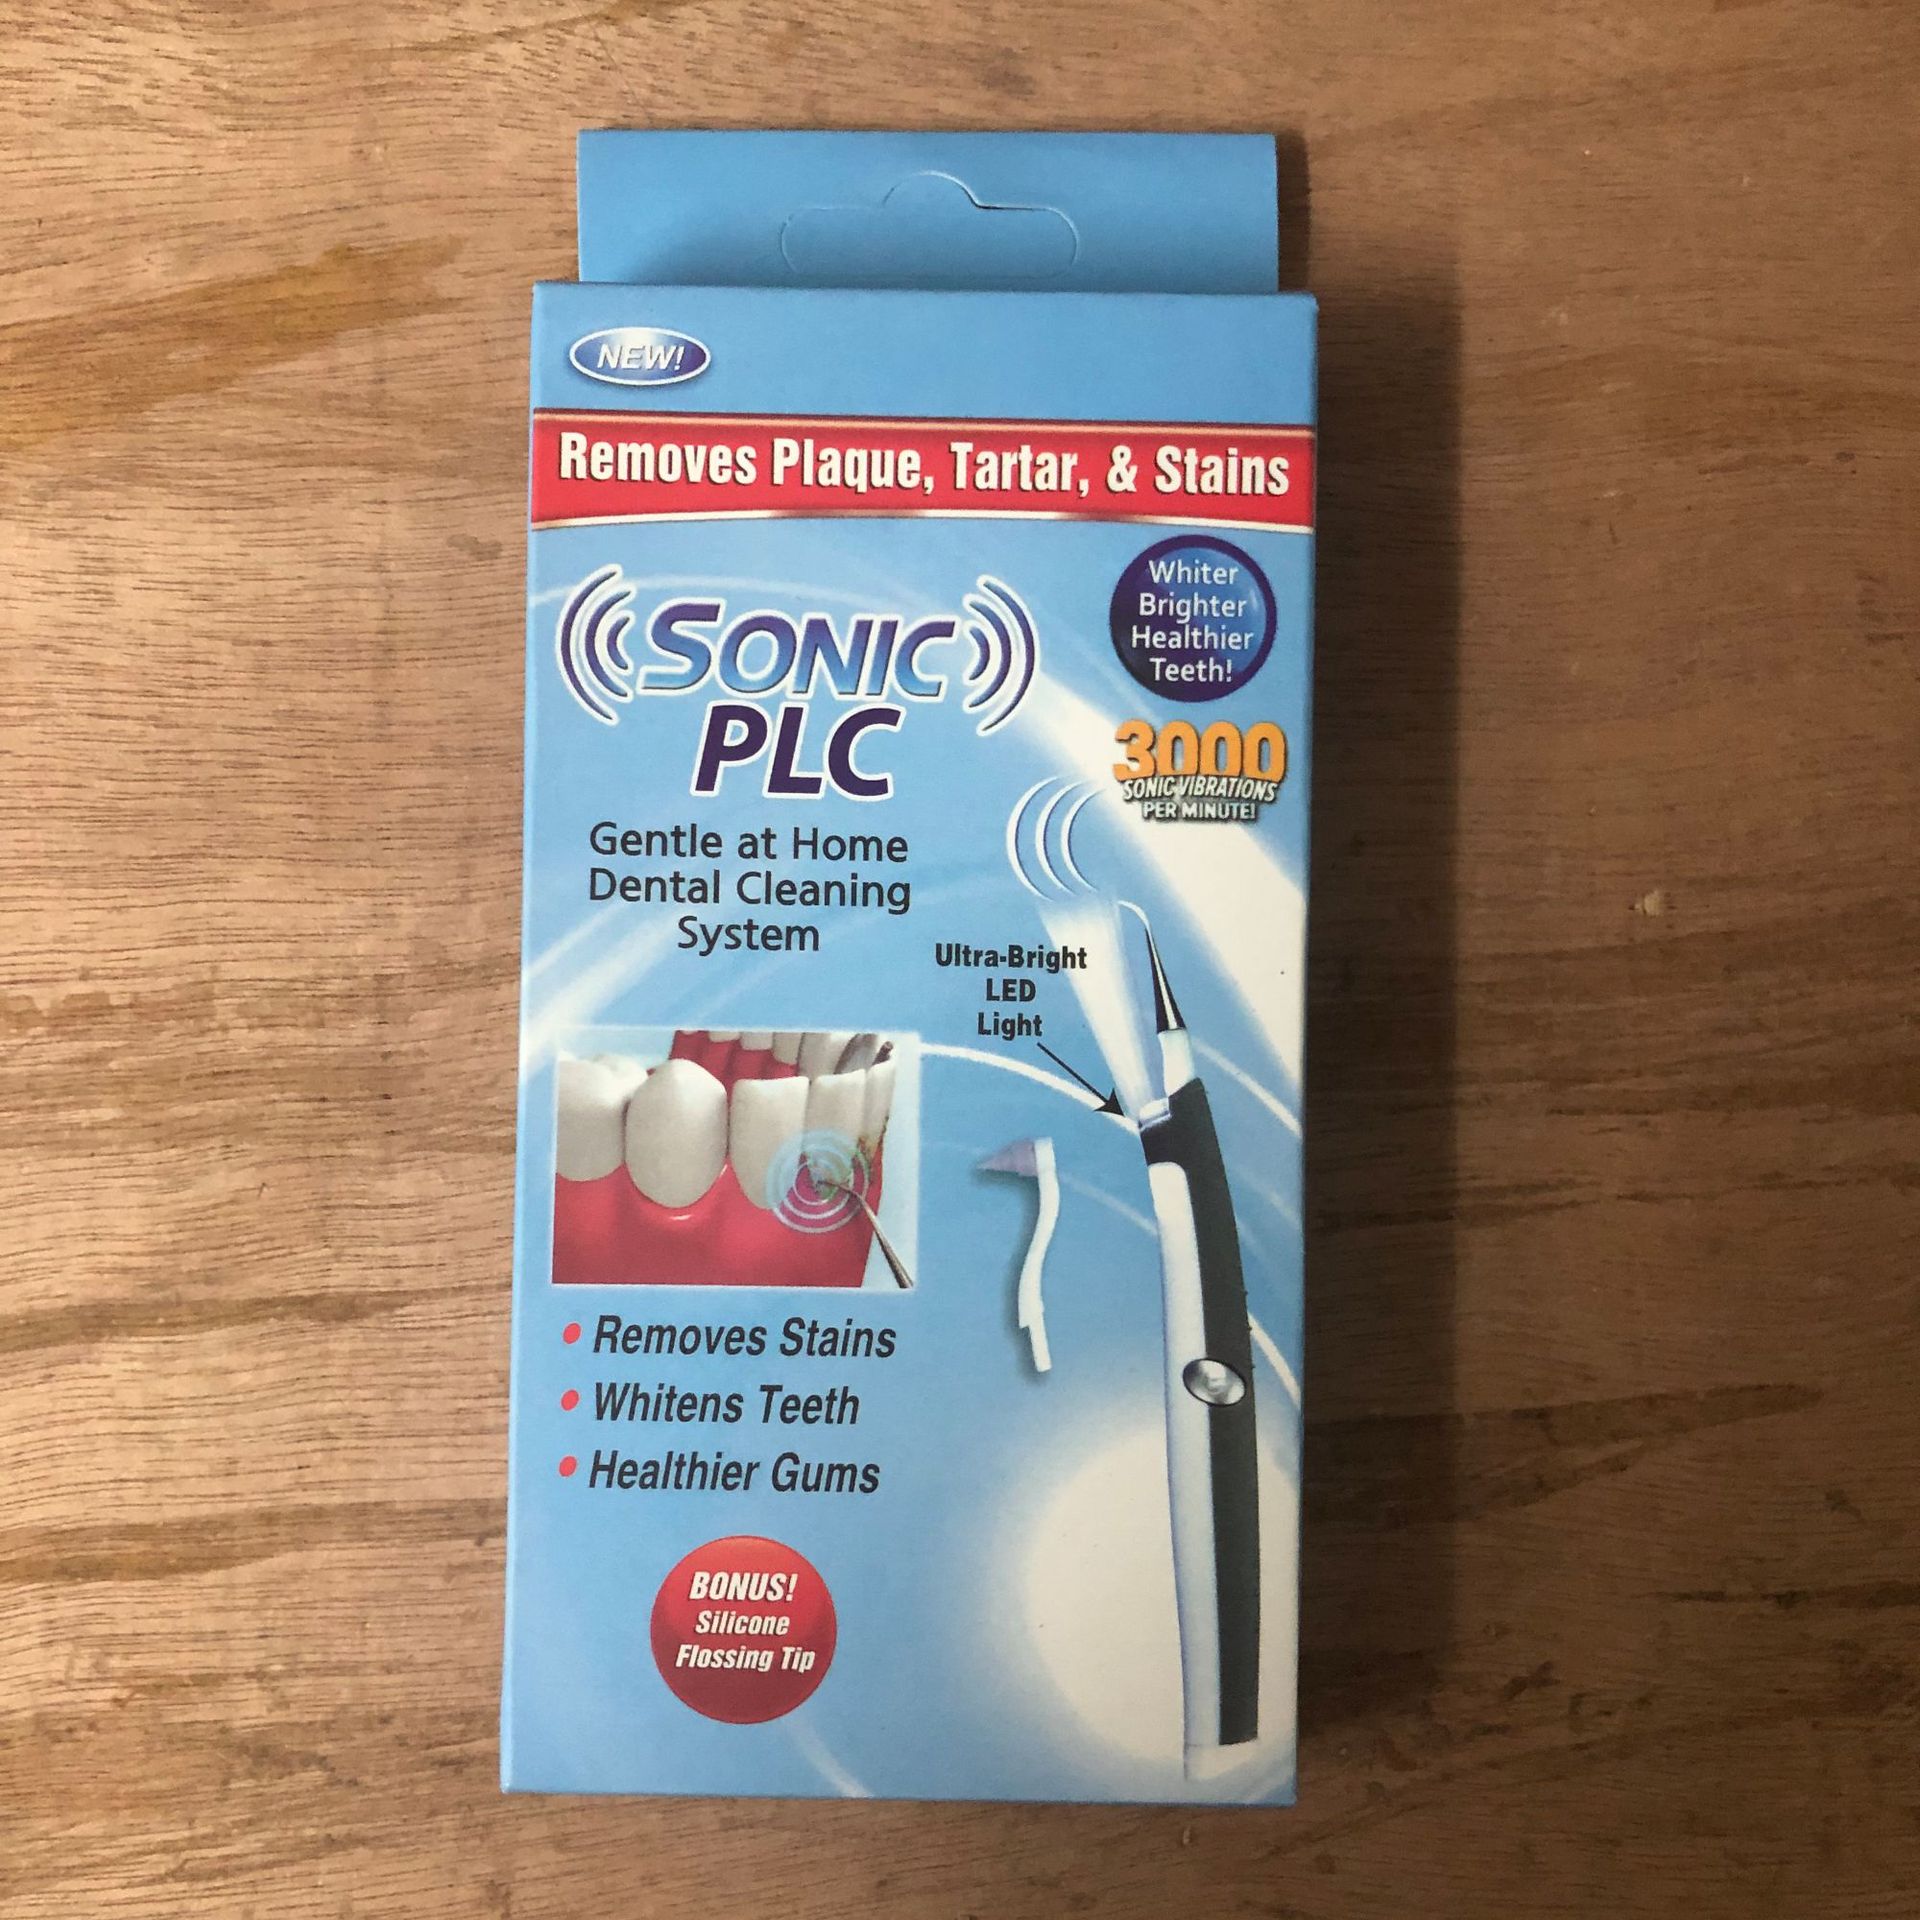 NEW!
Removes Plaque, Tartar, & Stains
SONIC
PLC
Whiter
Brighter
Healthier
Teeth!
3000
SONIC VIBRATIONS
PER MINUTE!
Gentle at Home
Dental Cleaning
System
Ultra-Bright
LED
Light
• Removes Stains
• Whitens Teeth
• Healthier Gums
BONUS!
Silicone
Flossing Tip